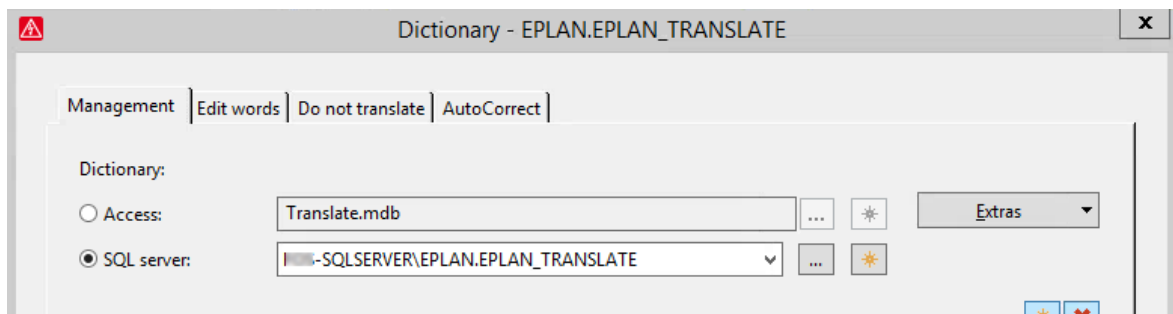 Dictionary - EPLAN.EPLAN_TRANSLATE x
Management Edit words Do not translate AutoCorrect
Dictionary:
Access: Translate.mdb ... Extras
SQL server: -SQLSERVER\EPLAN.EPLAN_TRANSLATE ...